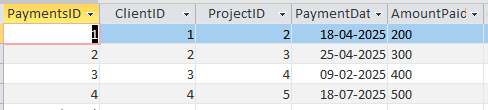 PaymentsID ClientID ProjectID PaymentDat AmountPaid
1 1 2 18-04-2025 200
2 2 3 25-04-2025 300
3 3 4 09-02-2025 400
4 4 5 18-07-2025 500